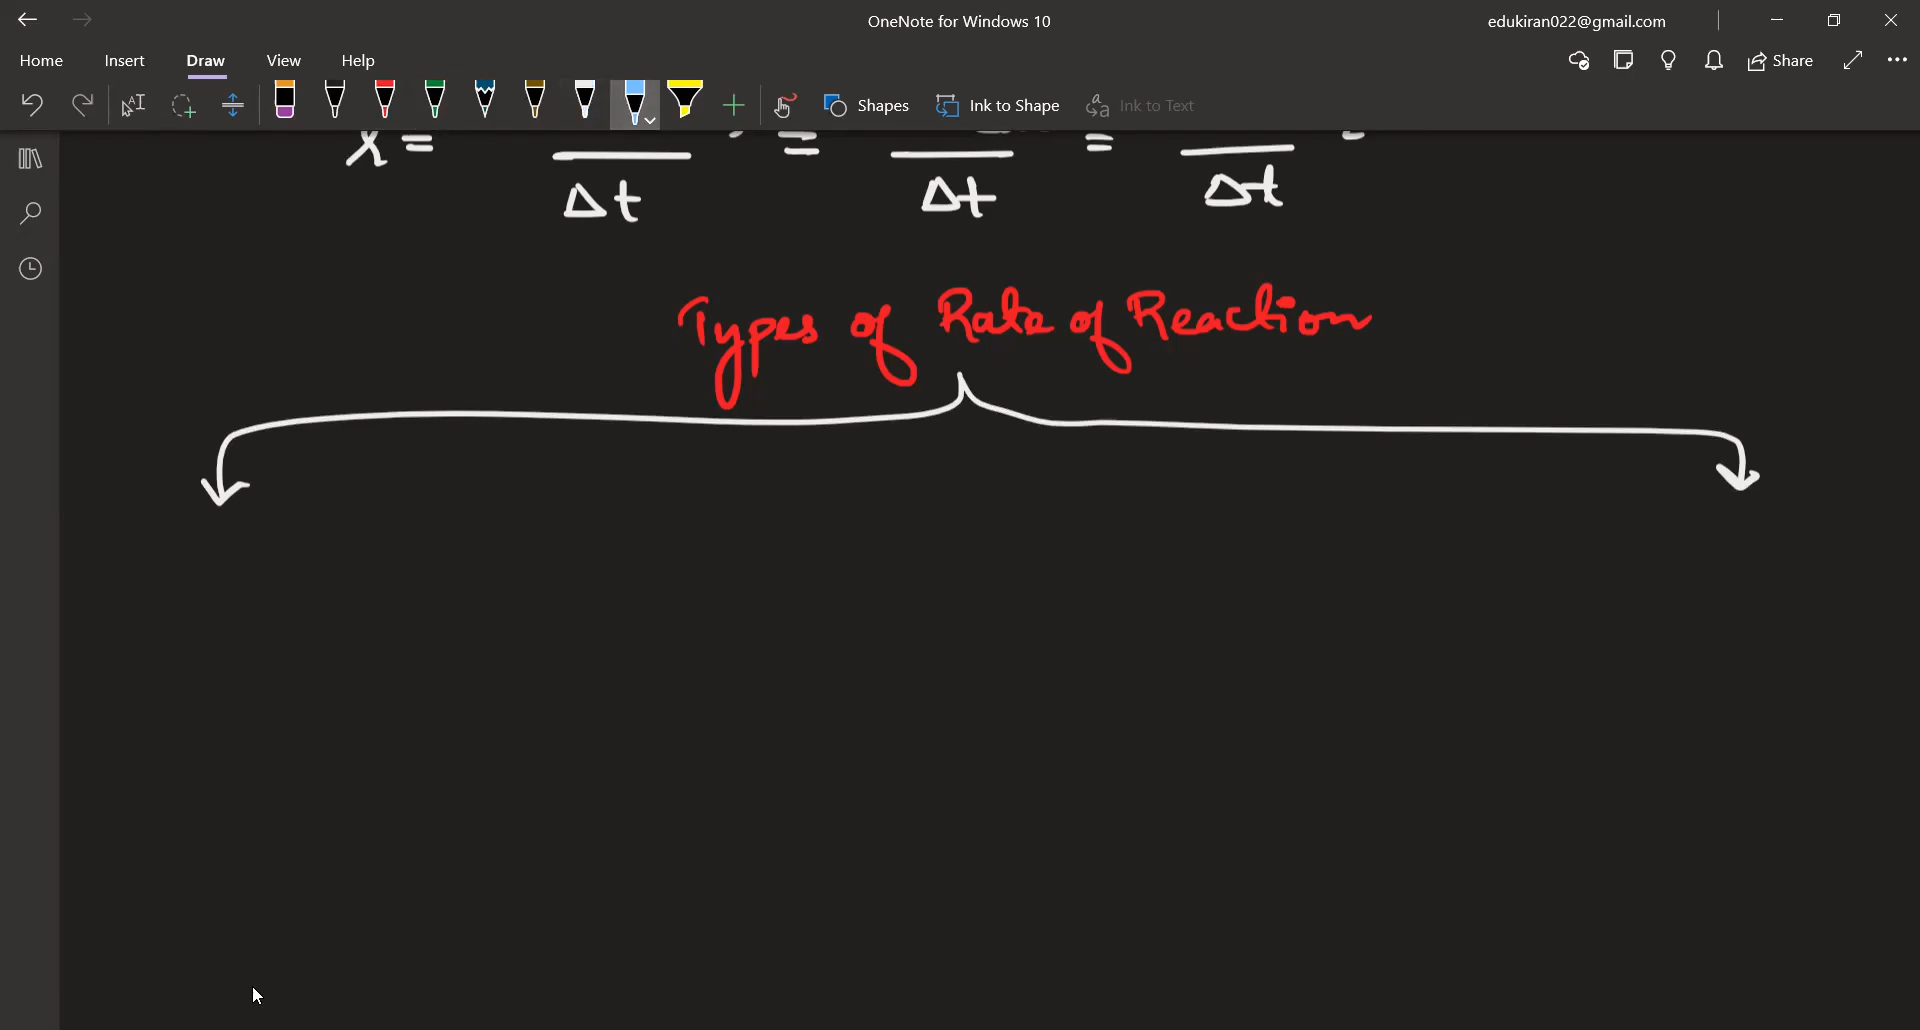 OneNote for Windows 10
edukiran022@gmail.com
Home Insert Draw View Help
Share
Shapes Ink to Shape Ink to Text
Δt Δt Δt
Types of Rate of Reaction